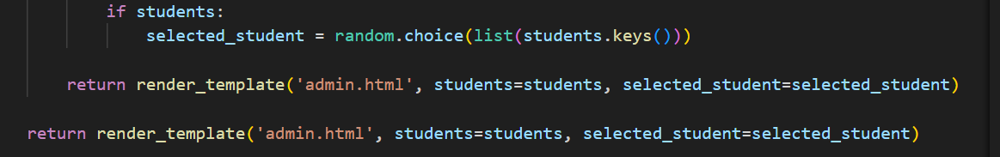 if students:
selected_student = random.choice(list(students.keys()))
return render_template('admin.html', students=students, selected_student=selected_student)
return render_template('admin.html', students=students, selected_student=selected_student)